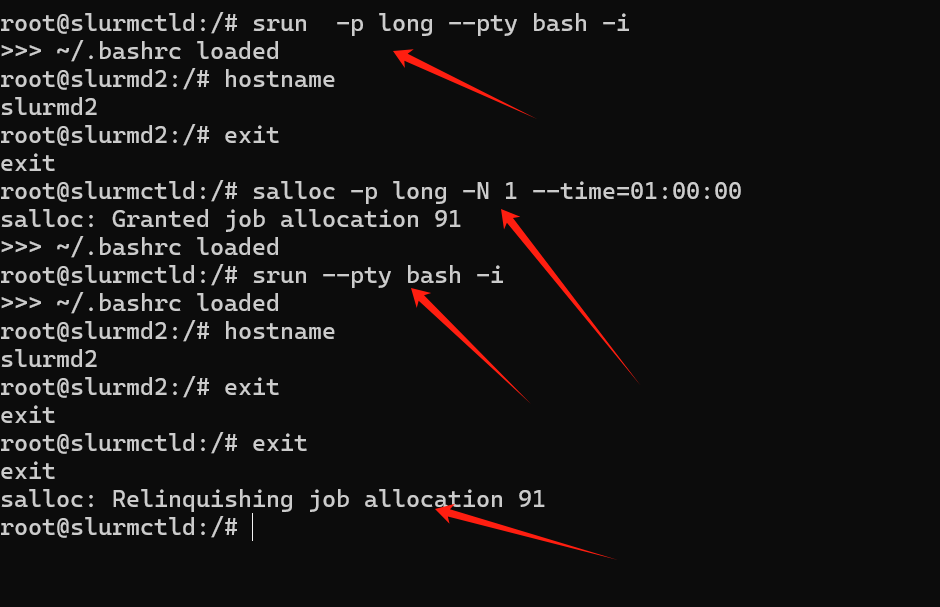 root@slurmctld:/# srun  -p long --pty bash -i
>>> ~/.bashrc loaded
root@slurmd2:/# hostname
slurmd2
root@slurmd2:/# exit
exit
root@slurmctld:/# salloc -p long -N 1 --time=01:00:00
salloc: Granted job allocation 91
>>> ~/.bashrc loaded
root@slurmctld:/# srun --pty bash -i
>>> ~/.bashrc loaded
root@slurmd2:/# hostname
slurmd2
root@slurmd2:/# exit
exit
root@slurmctld:/# exit
exit
salloc: Relinquishing job allocation 91
root@slurmctld:/#